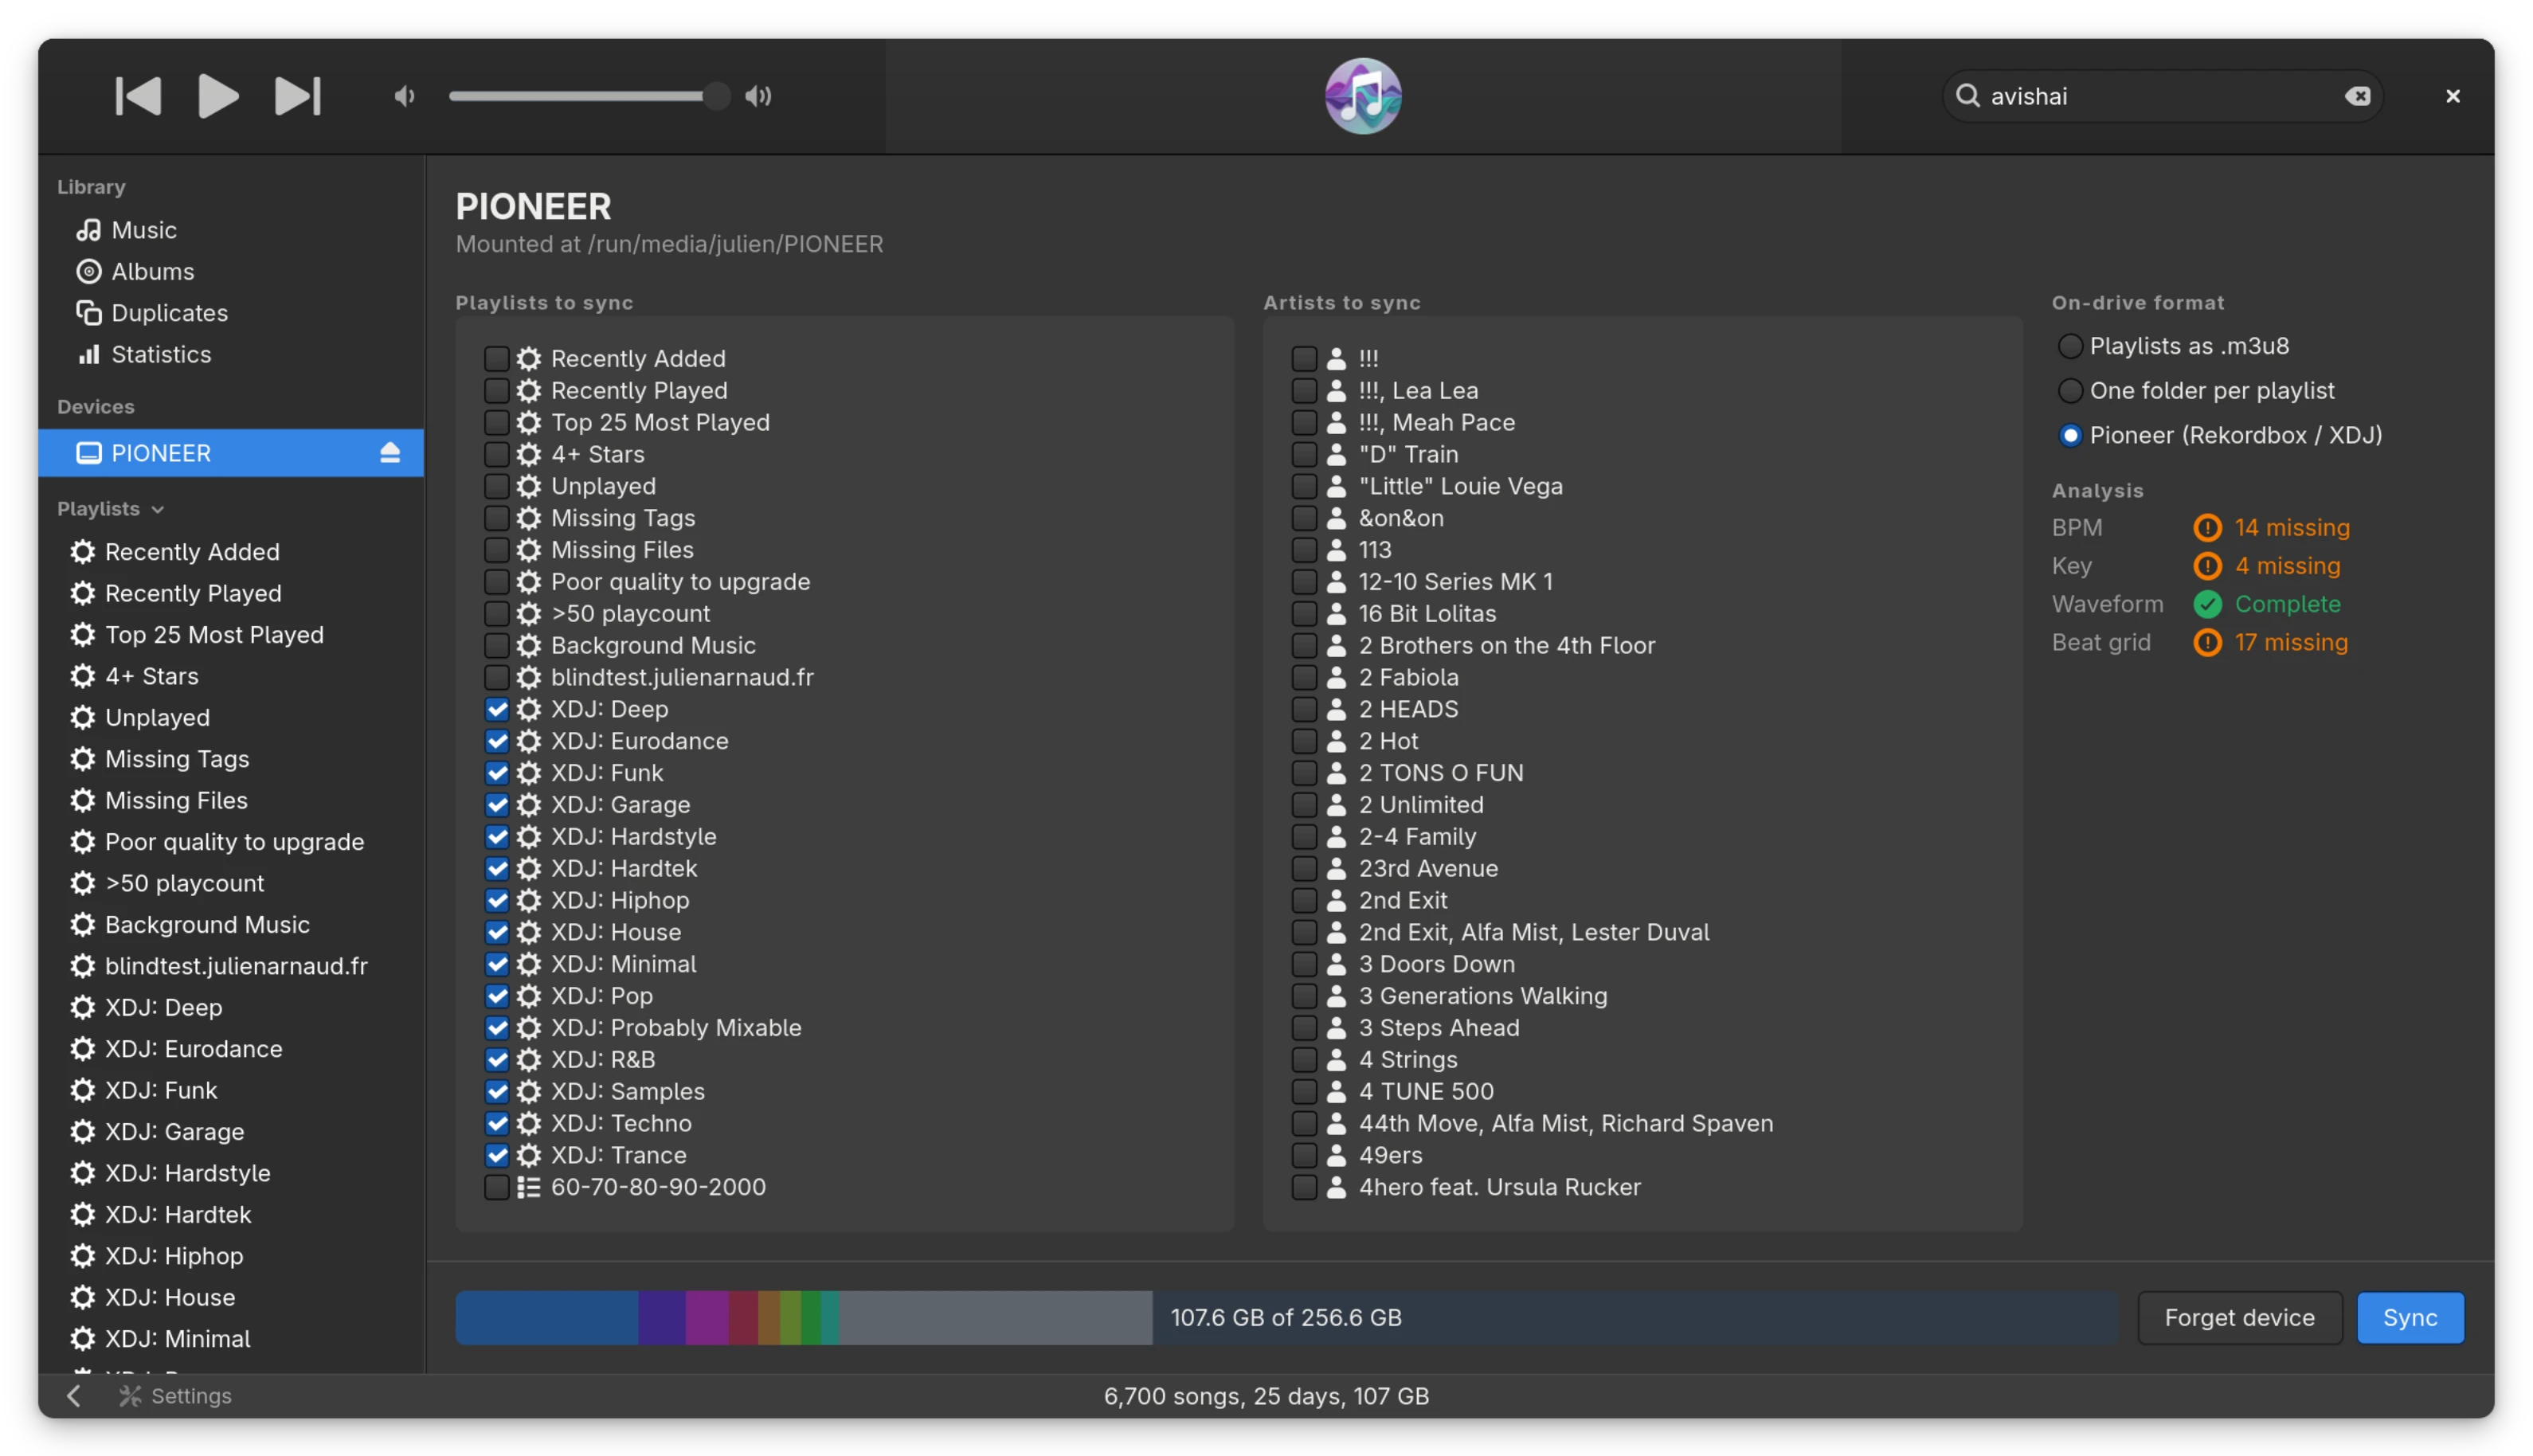 avishai
Library
Music
Albums
Duplicates
Statistics
Devices
PIONEER
Playlists
Recently Added
Recently Played
Top 25 Most Played
4+ Stars
Unplayed
Missing Tags
Missing Files
Poor quality to upgrade
>50 playcount
Background Music
blindtest.julienarnaud.fr
XDJ: Deep
XDJ: Eurodance
XDJ: Funk
XDJ: Garage
XDJ: Hardstyle
XDJ: Hardtek
XDJ: Hiphop
XDJ: House
XDJ: Minimal
PIONEER
Mounted at /run/media/julien/PIONEER
Playlists to sync
Recently Added
Recently Played
Top 25 Most Played
4+ Stars
Unplayed
Missing Tags
Missing Files
Poor quality to upgrade
>50 playcount
Background Music
blindtest.julienarnaud.fr
XDJ: Deep
XDJ: Eurodance
XDJ: Funk
XDJ: Garage
XDJ: Hardstyle
XDJ: Hardtek
XDJ: Hiphop
XDJ: House
XDJ: Minimal
XDJ: Pop
XDJ: Probably Mixable
XDJ: R&B
XDJ: Samples
XDJ: Techno
XDJ: Trance
60-70-80-90-2000
Artists to sync
!!!
!!!, Lea Lea
!!!, Meah Pace
"D" Train
"Little" Louie Vega
&on&on
113
12-10 Series MK 1
16 Bit Lolitas
2 Brothers on the 4th Floor
2 Fabiola
2 HEADS
2 Hot
2 TONS O FUN
2 Unlimited
2-4 Family
23rd Avenue
2nd Exit
2nd Exit, Alfa Mist, Lester Duval
3 Doors Down
3 Generations Walking
3 Steps Ahead
4 Strings
4 TUNE 500
44th Move, Alfa Mist, Richard Spaven
49ers
4hero feat. Ursula Rucker
On-drive format
Playlists as .m3u8
One folder per playlist
Pioneer (Rekordbox / XDJ)
Analysis
BPM 14 missing
Key 4 missing
Waveform Complete
Beat grid 17 missing
107.6 GB of 256.6 GB
Forget device
Sync
Settings
6,700 songs, 25 days, 107 GB